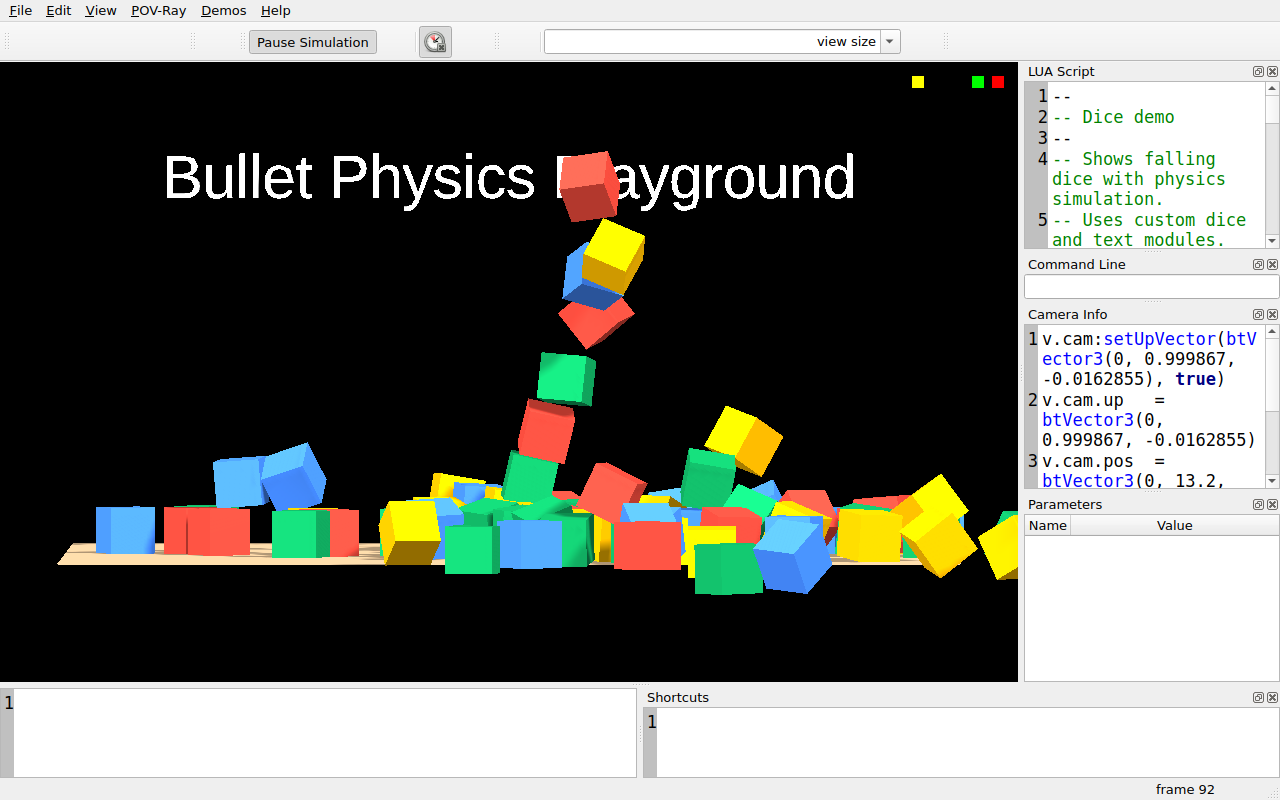 File Edit View POV-Ray Demos Help
Pause Simulation
view size
Bullet Physics ayground
LUA Script
1 --
2 -- Dice demo
3 --
4 -- Shows falling
dice with physics
simulation.
5 -- Uses custom dice
and text modules.
Command Line
Camera Info
1 v.cam:setUpVector(btV
ector3(0, 0.999867,
-0.0162855), true)
2 v.cam.up =
btVector3(0,
0.999867, -0.0162855)
3 v.cam.pos =
btVector3(0, 13.2,
Parameters
Name Value
1
Shortcuts
1
frame 92